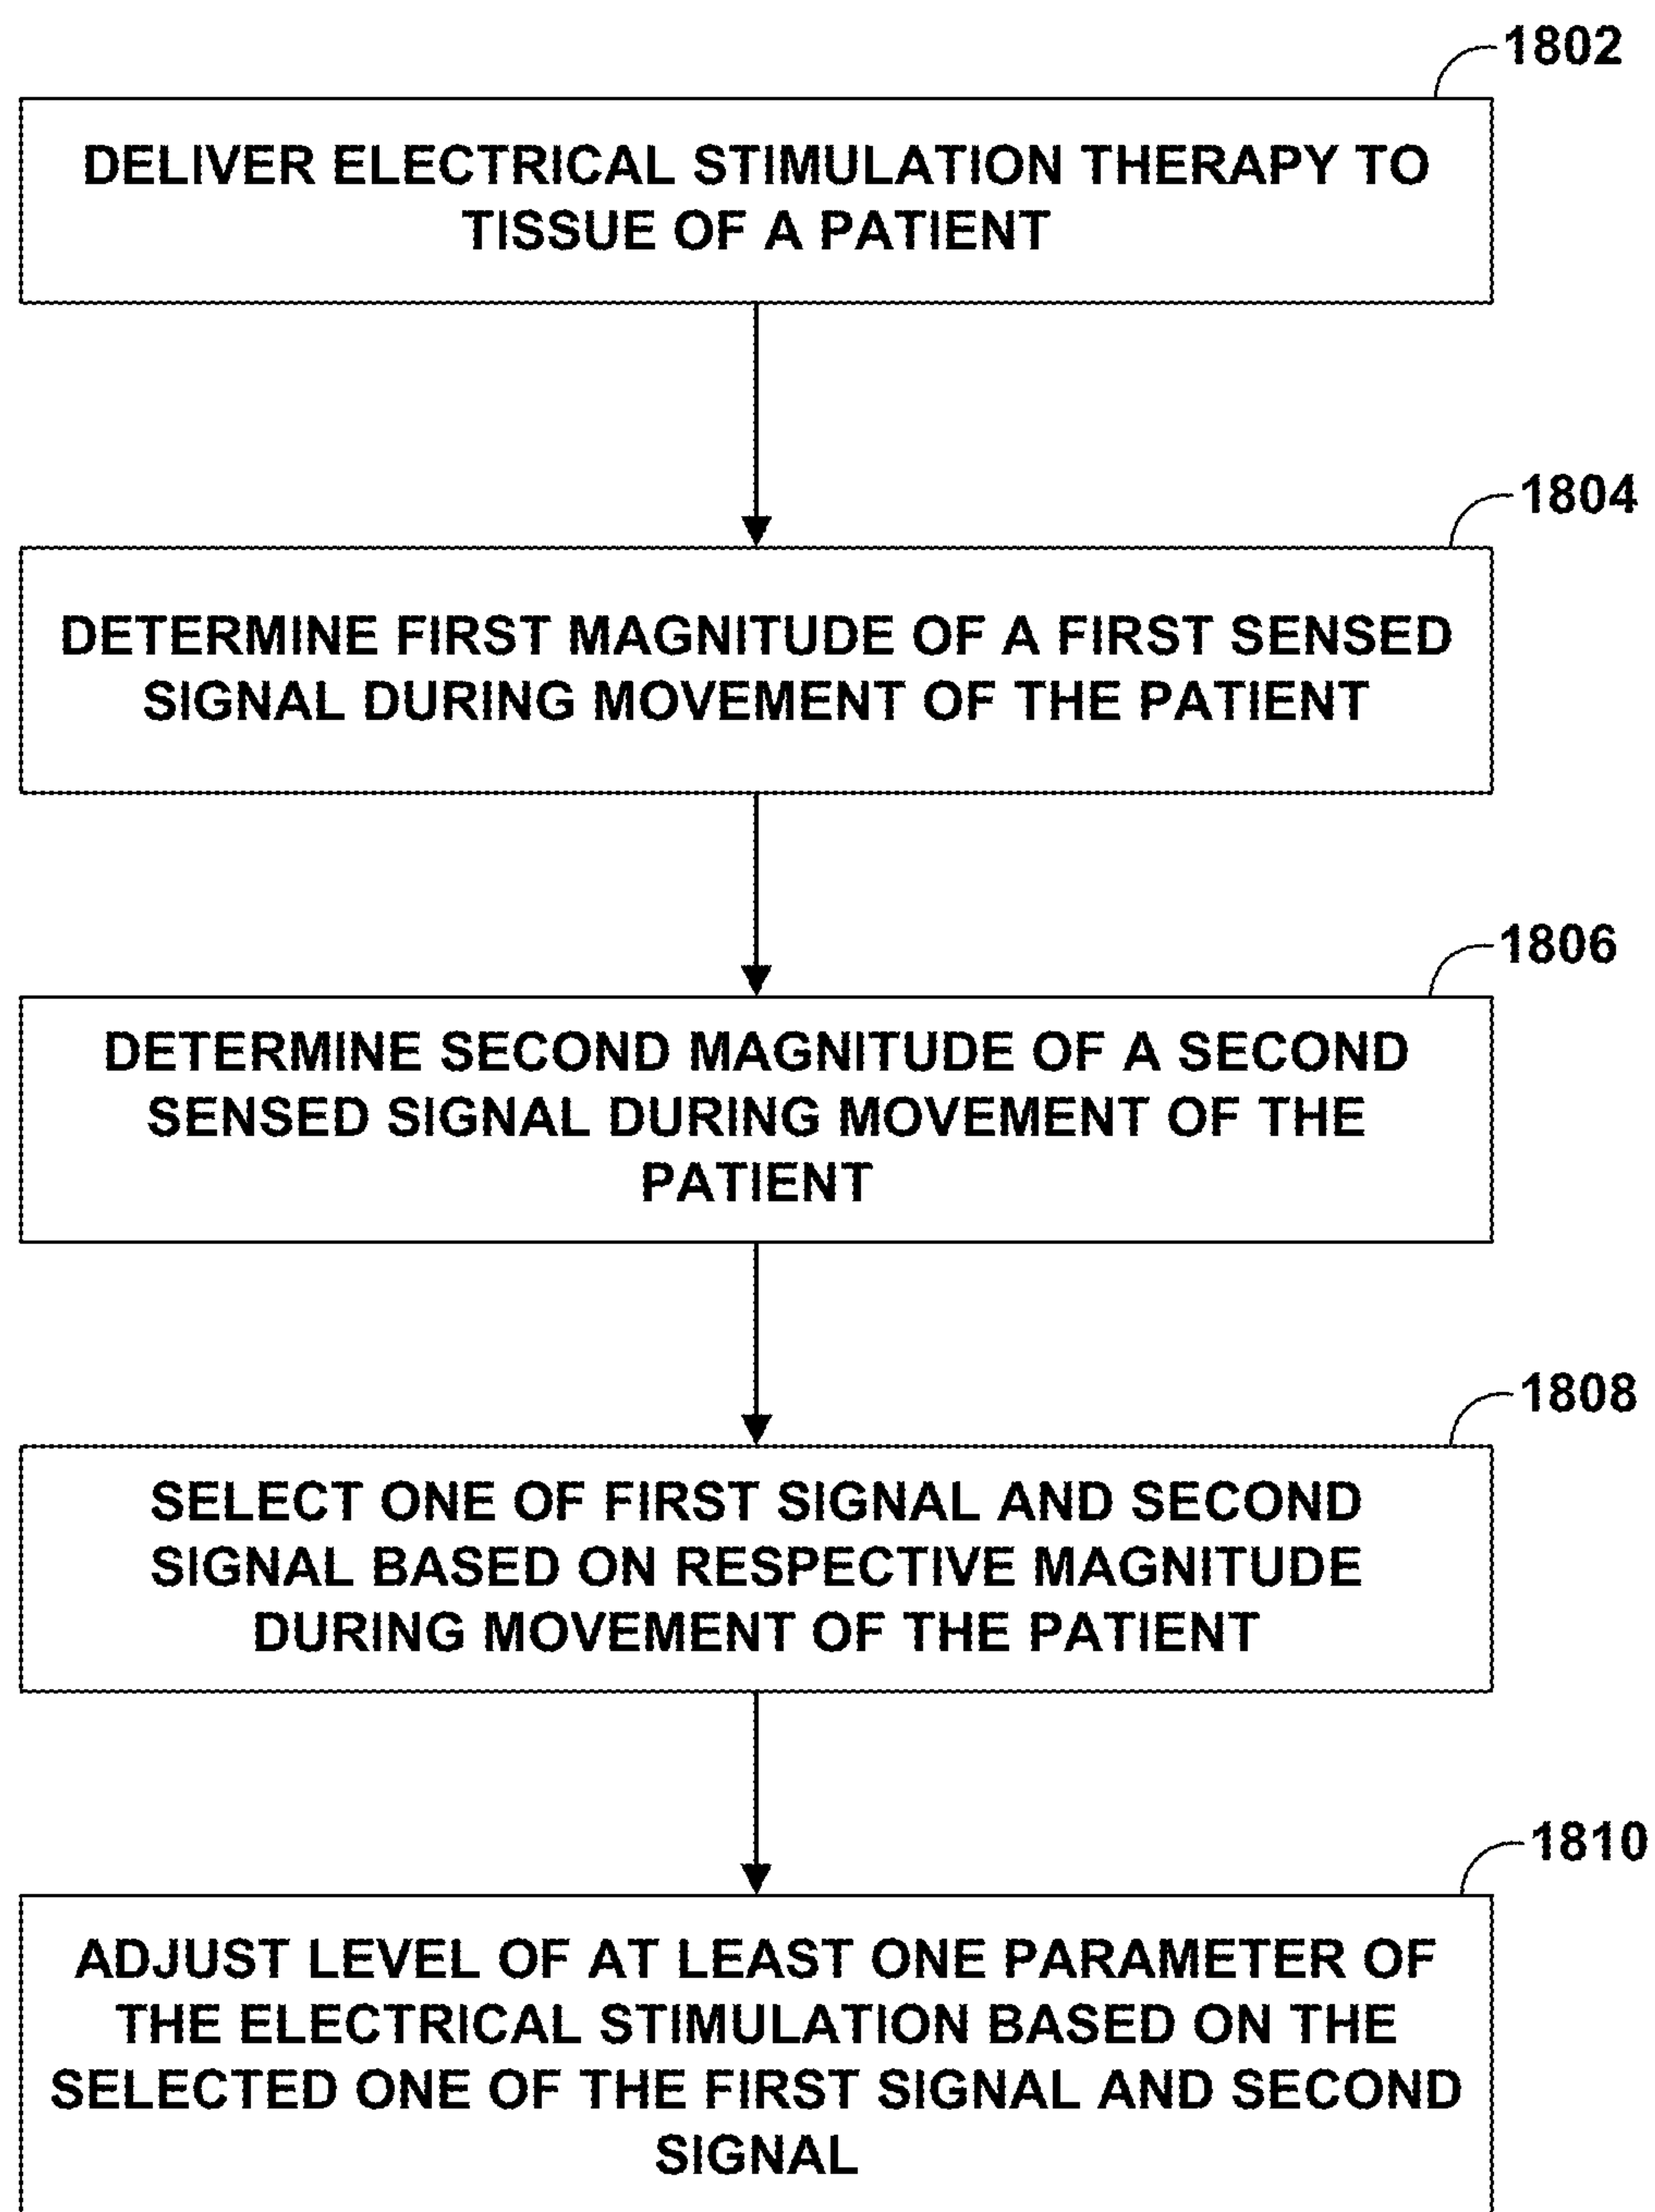 1802
DELIVER ELECTRICAL STIMULATION THERAPY TO
TISSUE OF A PATIENT
1804
DETERMINE FIRST MAGNITUDE OF A FIRST SENSED
SIGNAL DURING MOVEMENT OF THE PATIENT
1806
DETERMINE SECOND MAGNITUDE OF A SECOND
SENSED SIGNAL DURING MOVEMENT OF THE
PATIENT
1808
SELECT ONE OF FIRST SIGNAL AND SECOND
SIGNAL BASED ON RESPECTIVE MAGNITUDE
DURING MOVEMENT OF THE PATIENT
1810
ADJUST LEVEL OF AT LEAST ONE PARAMETER OF
THE ELECTRICAL STIMULATION BASED ON THE
SELECTED ONE OF THE FIRST SIGNAL AND SECOND
SIGNAL